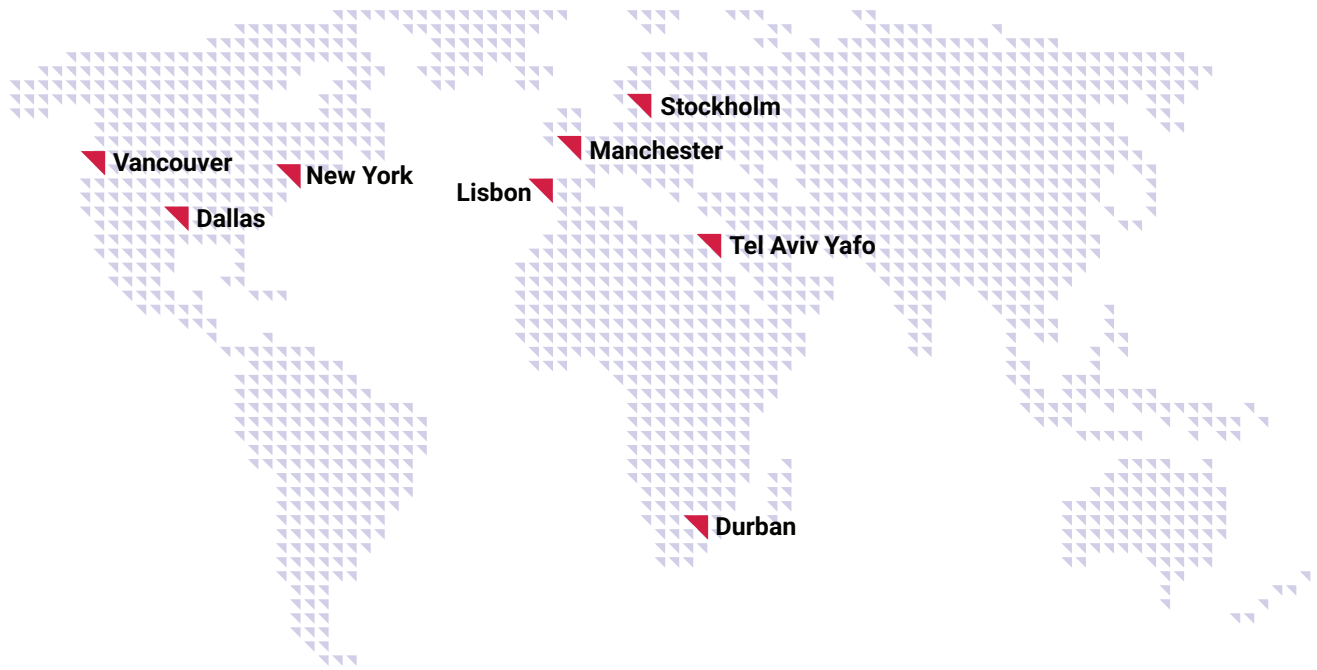 Stockholm
Manchester
Vancouver
New York
Lisbon
Dallas
Tel Aviv Yafo
Durban